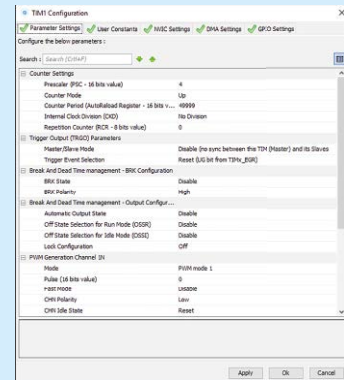 TIM1 Configuration
Parameter Settings User Constants NVIC Settings DMA Settings GPIO Settings
Configure the below parameters :
Search : Search (Crtl+F)
Counter Settings
Prescaler (PSC - 16 bits value) 4
Counter Mode Up
Counter Period (AutoReload Register - 16 bits v... 49999
Internal Clock Division (CKD) No Division
Repetition Counter (RCR - 8 bits value) 0
Trigger Output (TRGO) Parameters
Master/Slave Mode Disable (no sync between this TIM (Master) and its Slaves
Trigger Event Selection Reset (UG bit from TIMx_EGR)
Break And Dead Time management - BRK Configuration
BRK State Disable
BRK Polarity High
Break And Dead Time management - Output Configur...
Automatic Output State Disable
Off State Selection for Run Mode (OSSR) Disable
Off State Selection for Idle Mode (OSSI) Disable
Lock Configuration Off
PWM Generation Channel 1N
Mode PWM mode 1
Pulse (16 bits value) 0
Fast Mode Disable
CHN Polarity Low
CHN Idle State Reset
Apply Ok Cancel